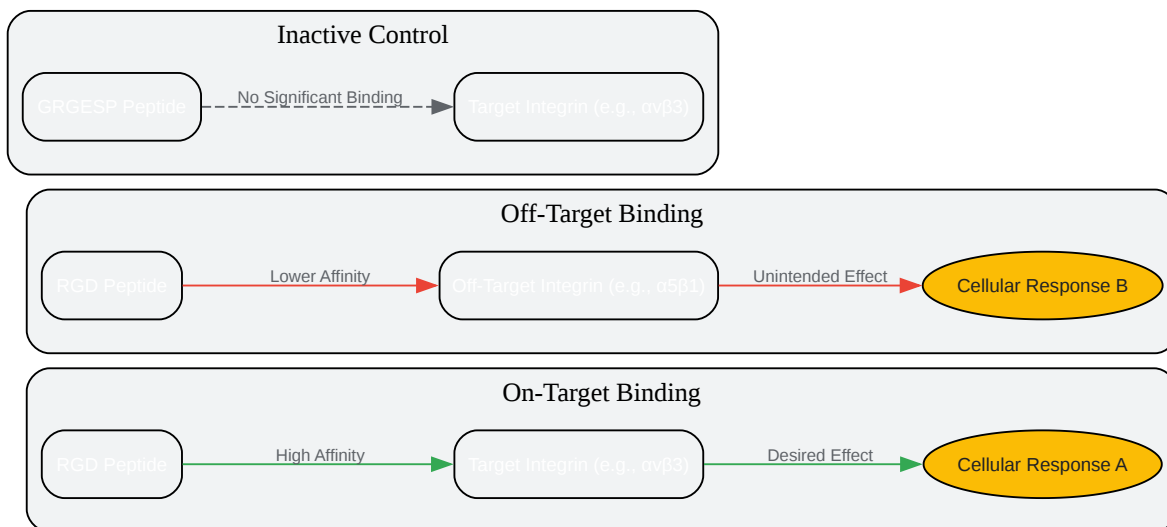 Inactive Control
GRGESP Peptide
No Significant Binding
Target Integrin (e.g., αvβ3)
Off-Target Binding
RGD Peptide
Lower Affinity
Off-Target Integrin (e.g., α5β1)
Unintended Effect
Cellular Response B
On-Target Binding
RGD Peptide
High Affinity
Target Integrin (e.g., αvβ3)
Desired Effect
Cellular Response A